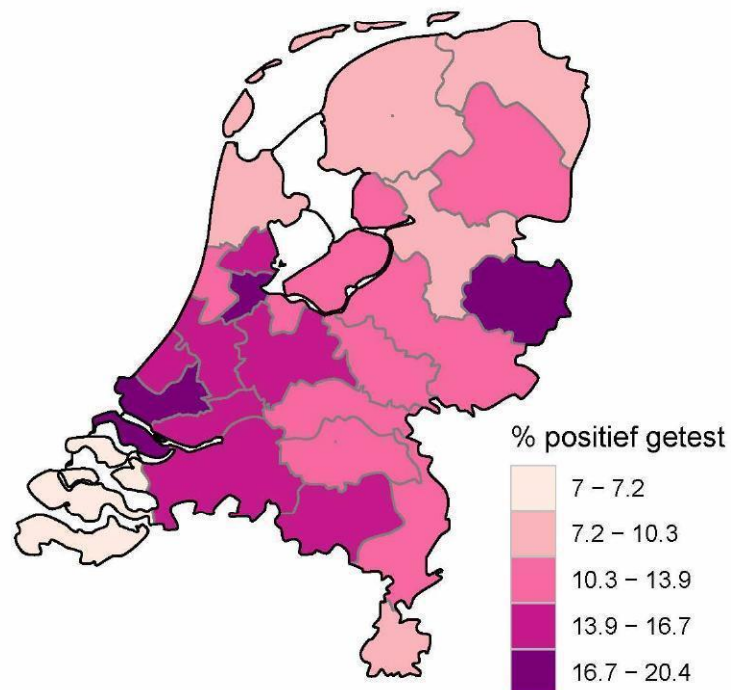 % positief getest
7 – 7.2
7.2 – 10.3
10.3 – 13.9
13.9 – 16.7
16.7 – 20.4